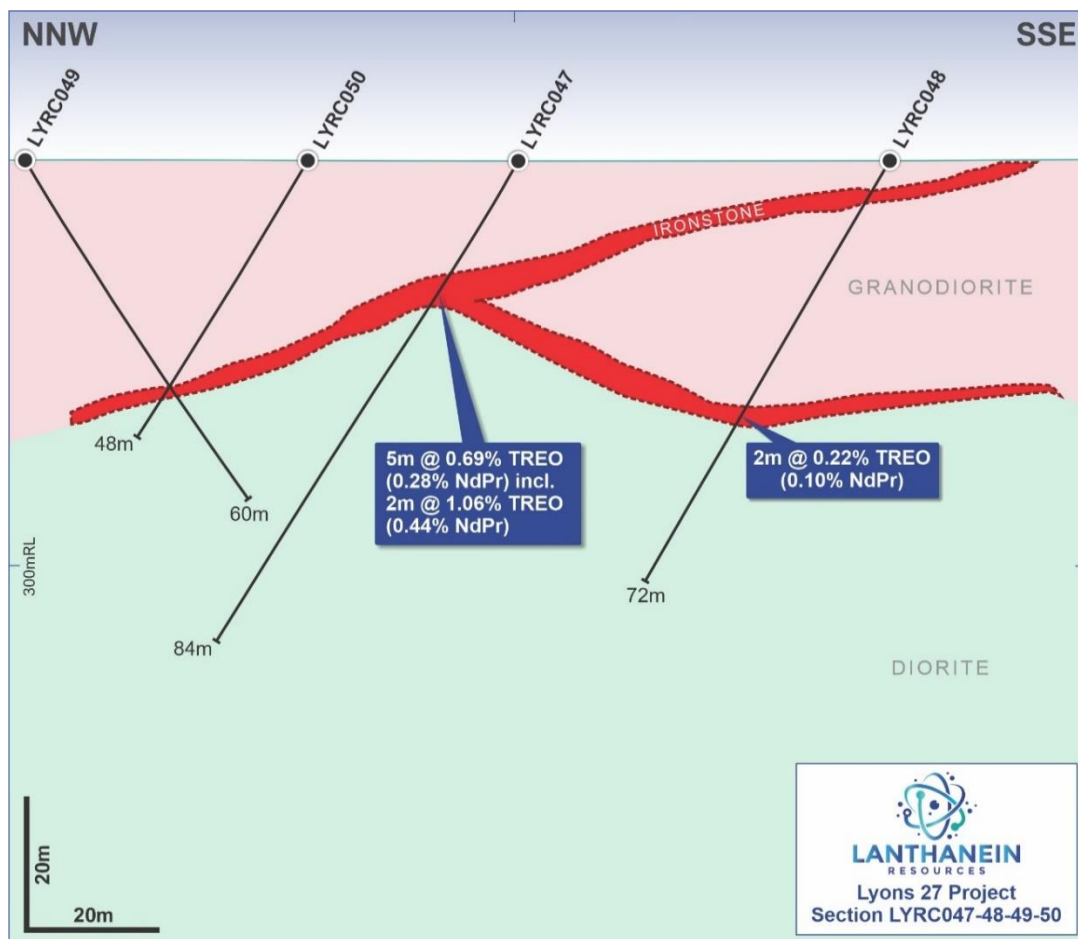 NNW
SSE
LYRC049
LYRC050
LYRC047
LYRC048
IRONSTONE
GRANODIORITE
48m
5m @ 0.69% TREO
(0.28% NdPr) incl.
2m @ 1.06% TREO
(0.44% NdPr)
2m @ 0.22% TREO
(0.10% NdPr)
60m
300mRL
72m
84m
DIORITE
20m
20m
LANTHANEIN
RESOURCES
Lyons 27 Project
Section LYRC047-48-49-50